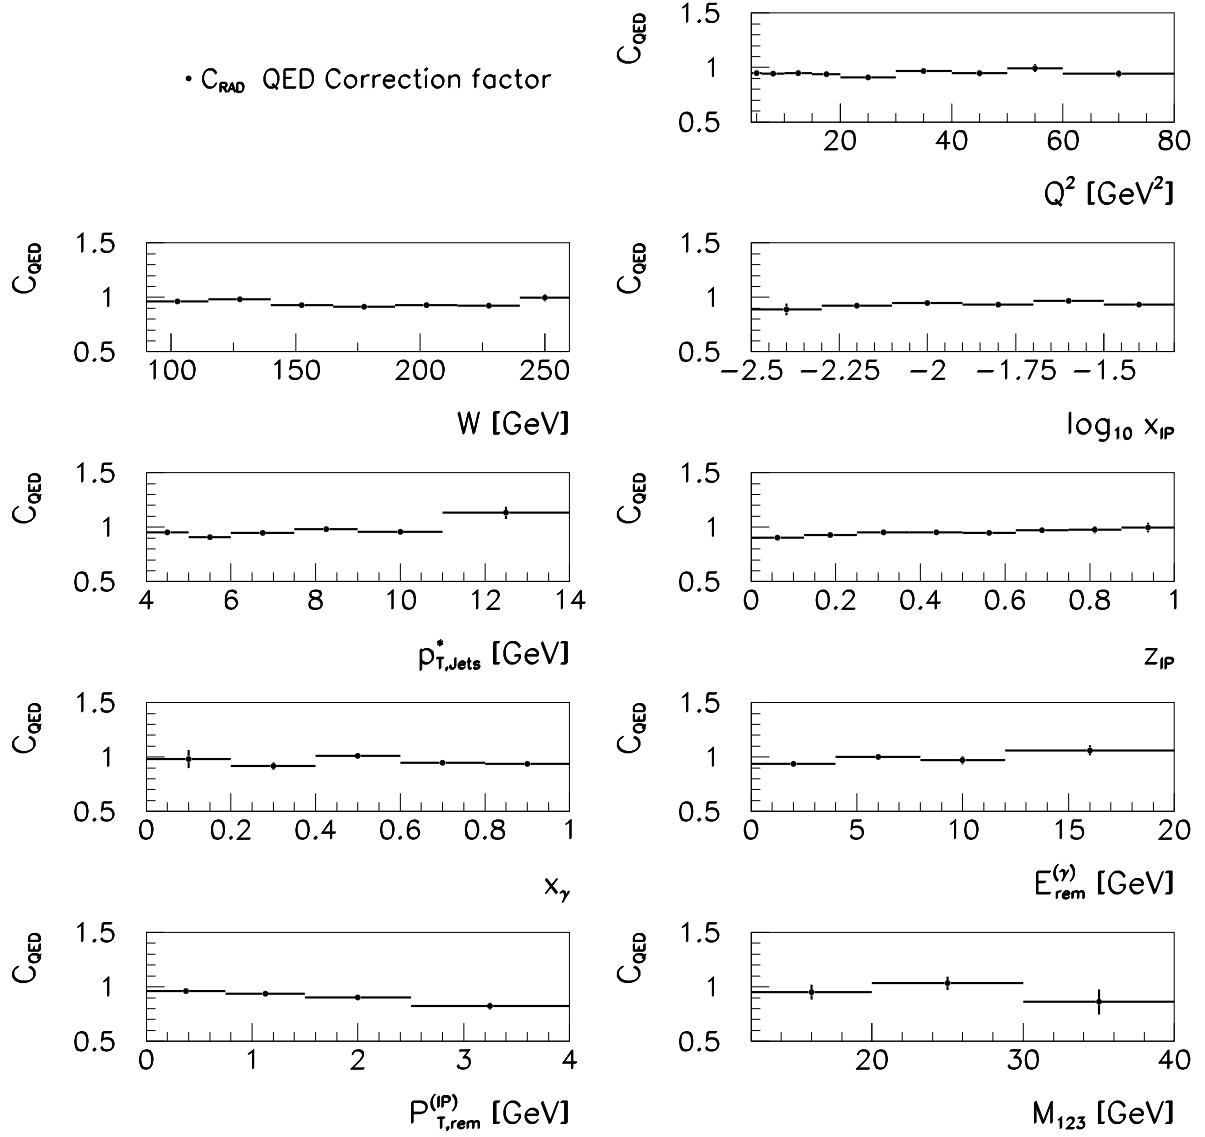 • C_RAD QED Correction factor
C_QED
1.5
1
0.5
20 40 60 80
Q² [GeV²]
C_QED
1.5
1
0.5
100 150 200 250
W [GeV]
C_QED
1.5
1
0.5
−2.5 −2.25 −2 −1.75 −1.5
log₁₀ x_IP
C_QED
1.5
1
0.5
4 6 8 10 12 14
p*_T,Jets [GeV]
C_QED
1.5
1
0.5
0 0.2 0.4 0.6 0.8 1
z_IP
C_QED
1.5
1
0.5
0 0.2 0.4 0.6 0.8 1
x_γ
C_QED
1.5
1
0.5
0 5 10 15 20
E^(γ)_rem [GeV]
C_QED
1.5
1
0.5
0 1 2 3 4
P^(IP)_T,rem [GeV]
C_QED
1.5
1
0.5
20 30 40
M₁₂₃ [GeV]